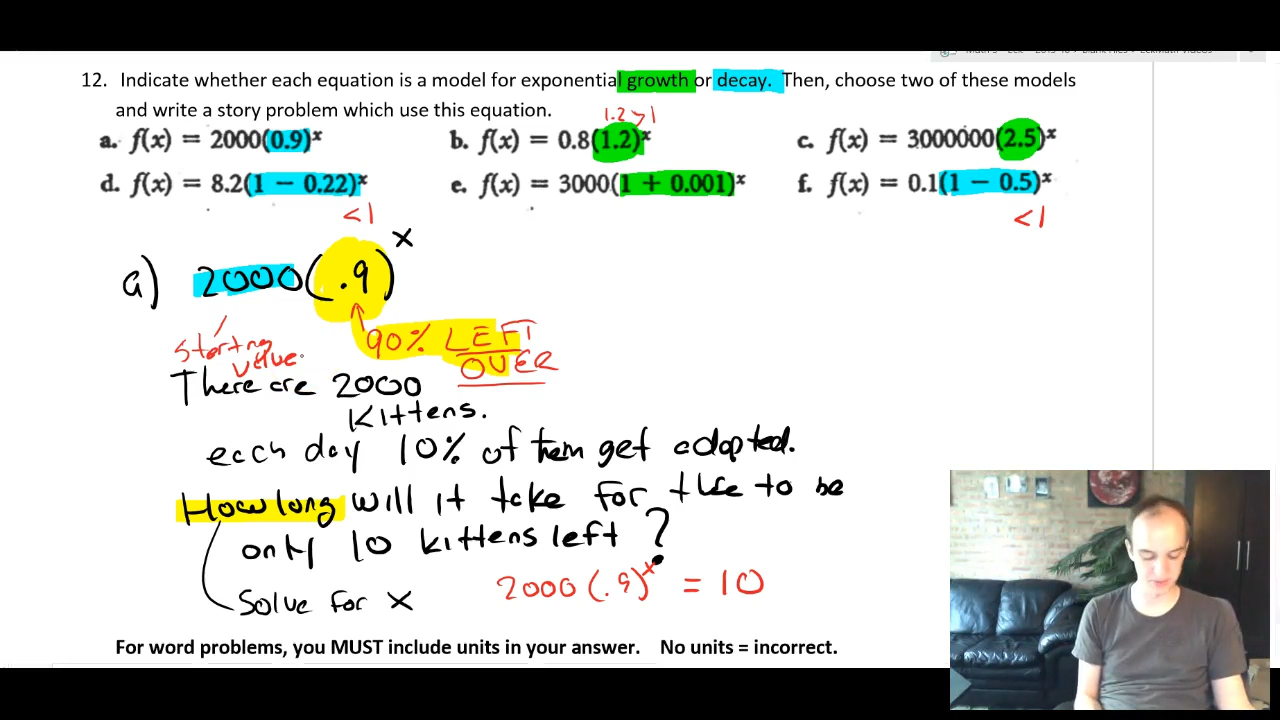 12. Indicate whether each equation is a model for exponential growth or decay. Then, choose two of these models
and write a story problem which use this equation.
1.2 > 1
a. f(x) = 2000(0.9)ˣ b. f(x) = 0.8(1.2)ˣ c. f(x) = 3000000(2.5)ˣ
d. f(x) = 8.2(1 − 0.22)ˣ e. f(x) = 3000(1 + 0.001)ˣ f. f(x) = 0.1(1 − 0.5)ˣ
<1 <1
a) 2000(.9)ˣ
starting value
90% LEFT
OVER
There are 2000
kittens.
each day 10% of them get adopted.
How long will it take for to be
only 10 kittens left?
Solve for x 2000(.9)ˣ = 10
For word problems, you MUST include units in your answer. No units = incorrect.